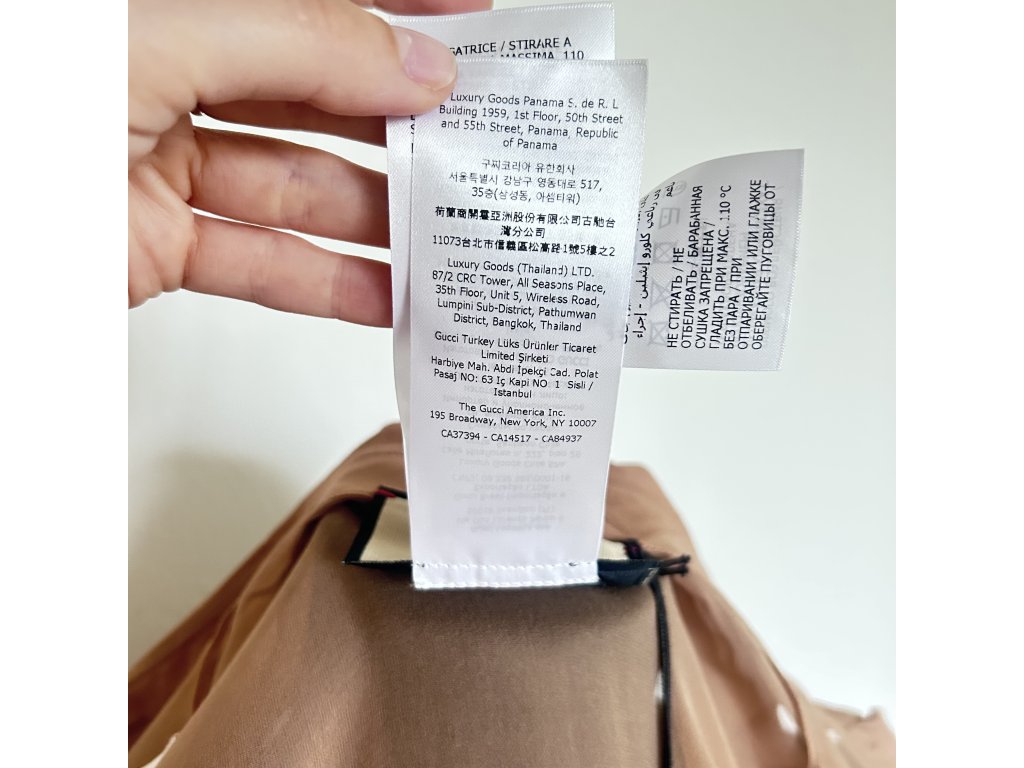 GATRICE / STIRARE A
MASSIMA 110
Luxury Goods Panama S. de R. L
Building 1959, 1st Floor, 50th Street
and 55th Street, Panama, Republic
of Panama
구찌코리아 유한회사
서울특별시 강남구 영동대로 517,
35층(삼성동, 아셈타워)
荷蘭商開雲亞洲股份有限公司古馳台
灣分公司
11073台北市信義區松高路1號5樓之2
Luxury Goods (Thailand) LTD.
87/2 CRC Tower, All Seasons Place,
35th Floor, Unit 5, Wireless Road,
Lumpini Sub-District, Pathumwan
District, Bangkok, Thailand
Gucci Turkey Lüks Ürünler Ticaret
Limented Şirketi
Harbiye Mah. Abdi İpekçi Cad. Polat
Pasaj NO: 63 İç Kapi NO: 1 Sisli /
Istanbul
The Gucci America Inc.
195 Broadway, New York, NY 10007
CA37394 - CA14517 - CA84937
НЕ СТИРАТЬ / НЕ
ОТБЕЛИВАТЬ / БАРАБАННАЯ
СУШКА ЗАПРЕЩЕНА /
ГЛАДИТЬ ПРИ МАКС. 110 °C
БЕЗ ПАРА / ПРИ
ОТПАРИВАНИИ ИЛИ ГЛАЖКЕ
ОБЕРЕГАЙТЕ ПУГОВИЦЫ ОТ